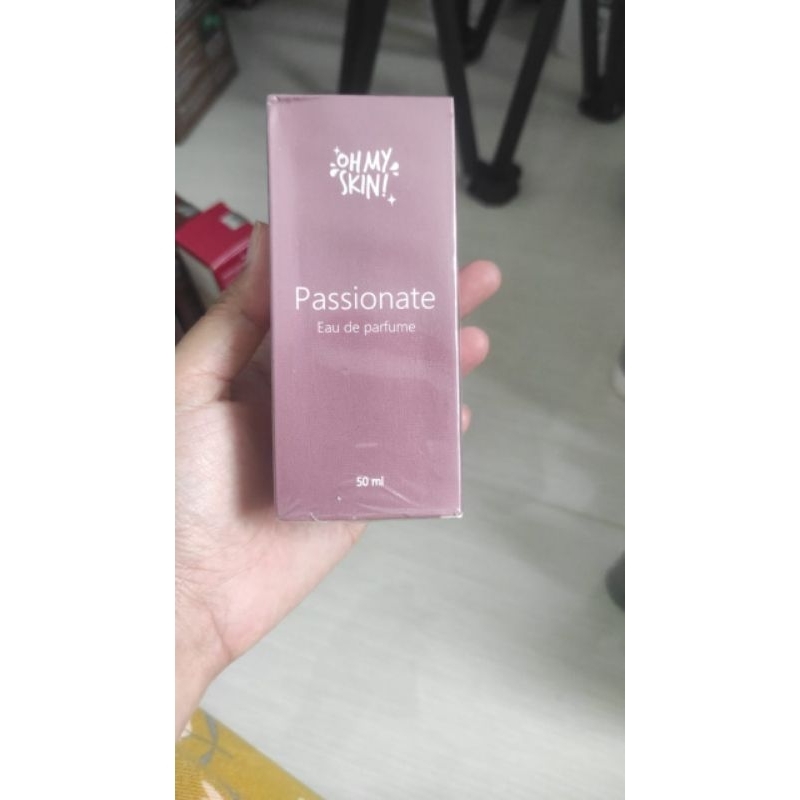 OH MY
SKIN!
Passionate
Eau de parfume
50 ml